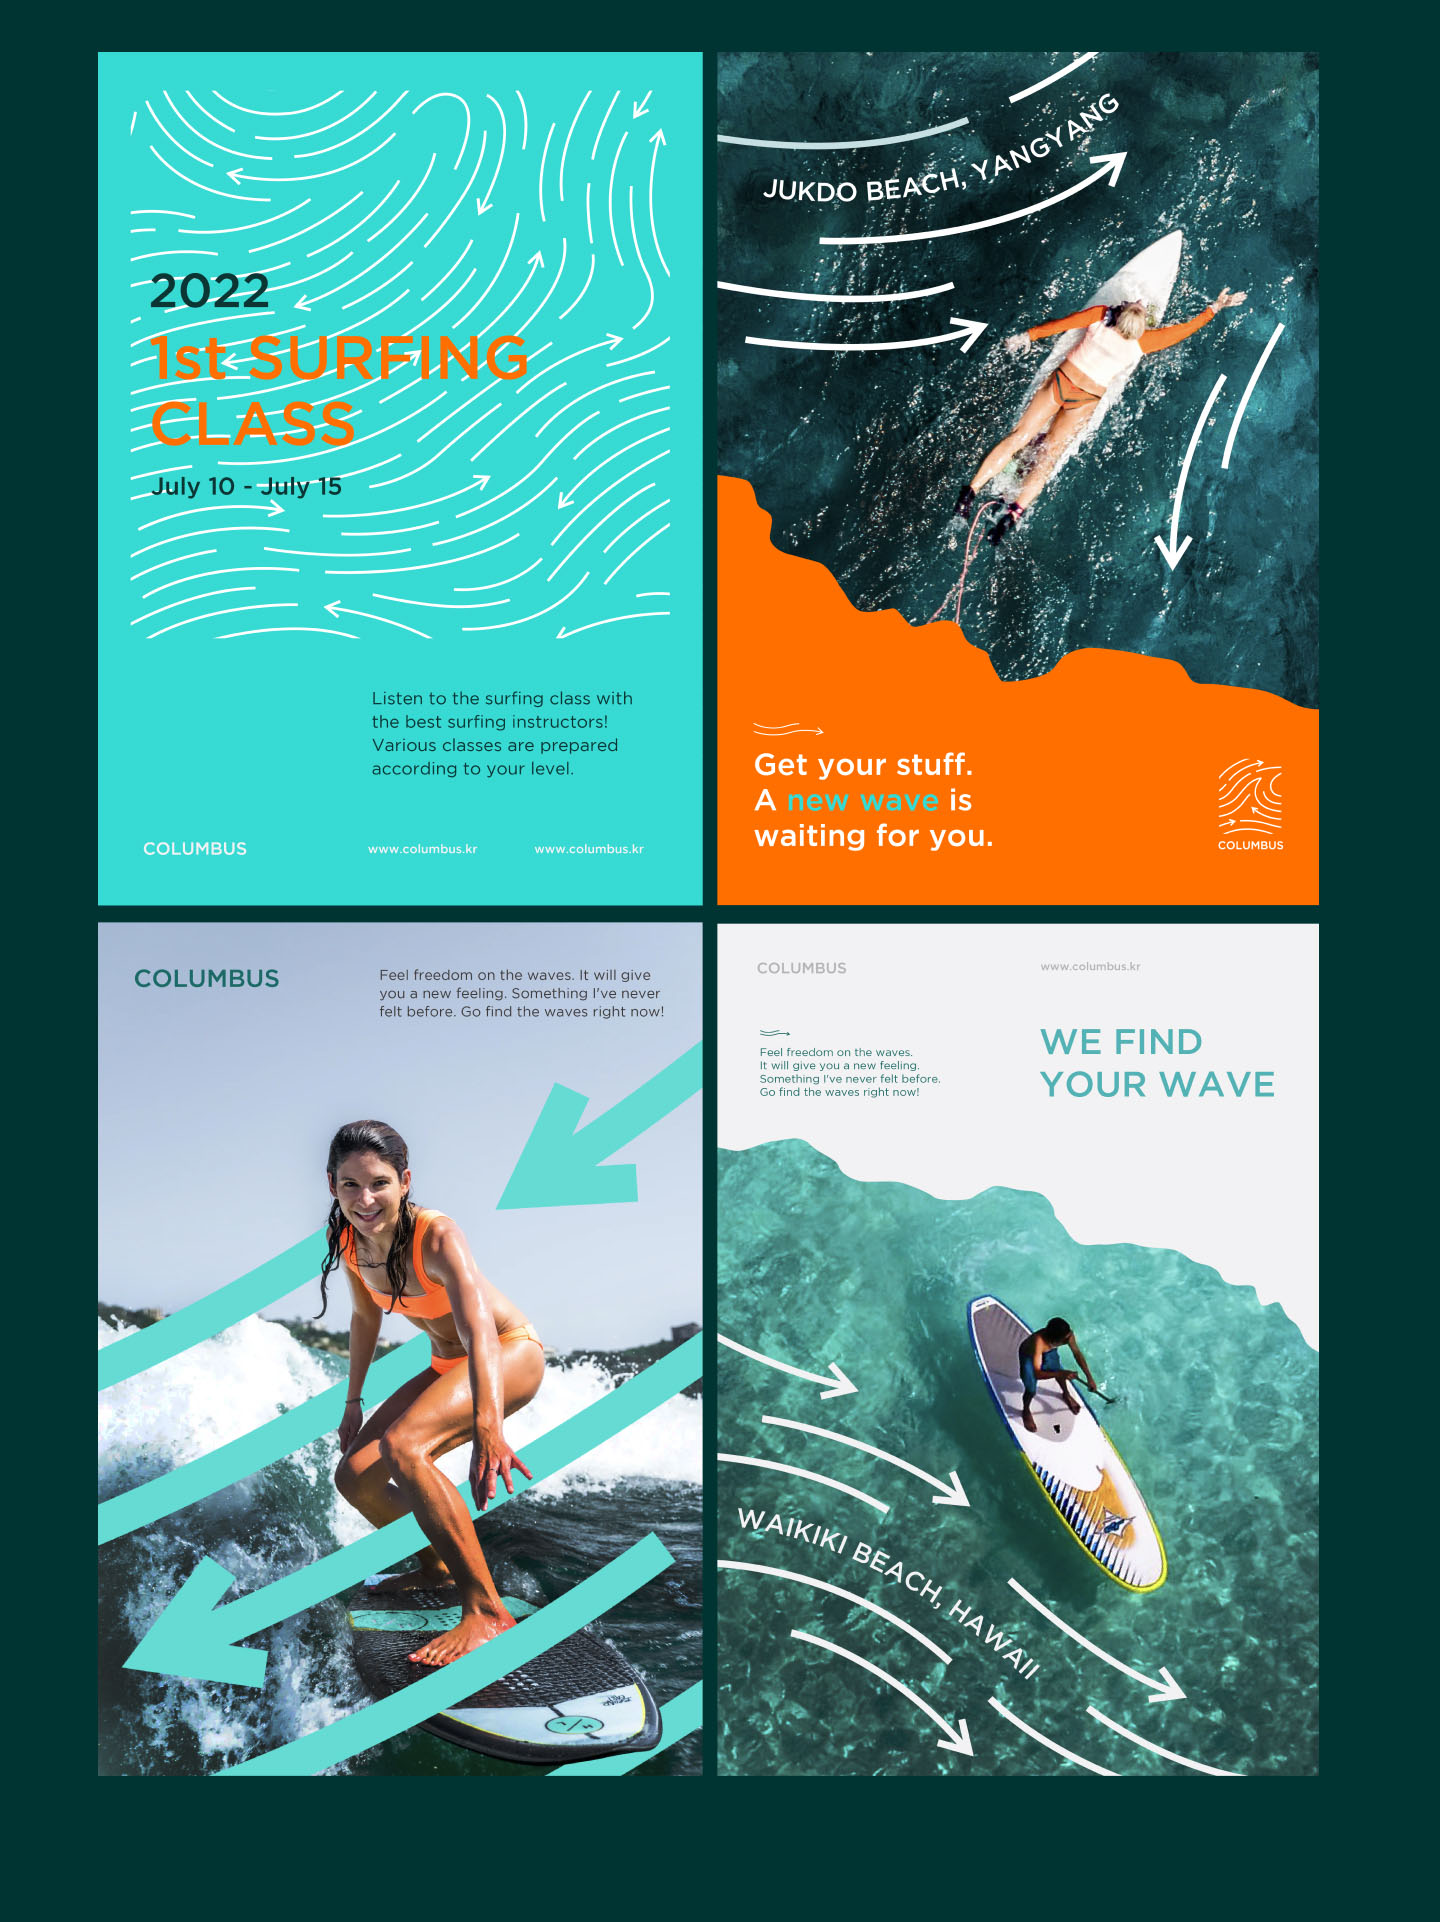 2022
1st SURFING
CLASS
July 10 - July 15
Listen to the surfing class with
the best surfing instructors!
Various classes are prepared
according to your level.
COLUMBUS
www.columbus.kr
www.columbus.kr
JUKDO BEACH, YANGYANG
Get your stuff.
A new wave is
waiting for you.
COLUMBUS
COLUMBUS
Feel freedom on the waves. It will give
you a new feeling. Something I've never
felt before. Go find the waves right now!
COLUMBUS
www.columbus.kr
Feel freedom on the waves.
It will give you a new feeling.
Something I've never felt before.
Go find the waves right now!
WE FIND
YOUR WAVE
WAIKIKI BEACH, HAWAII